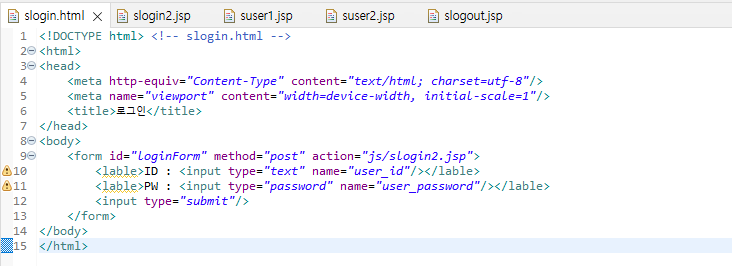 slogin.html slogin2.jsp suser1.jsp suser2.jsp slogout.jsp
1 <!DOCTYPE html> <!-- slogin.html -->
2 <html>
3 <head>
4 <meta http-equiv="Content-Type" content="text/html; charset=utf-8"/>
5 <meta name="viewport" content="width=device-width, initial-scale=1"/>
6 <title>로그인</title>
7 </head>
8 <body>
9 <form id="loginForm" method="post" action="js/slogin2.jsp">
10 <lable>ID : <input type="text" name="user_id"/></lable>
11 <lable>PW : <input type="password" name="user_password"/></lable>
12 <input type="submit"/>
13 </form>
14 </body>
15 </html>